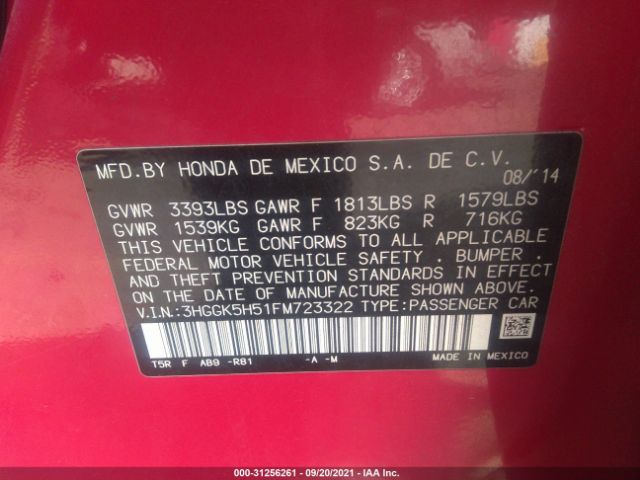 MFD.BY HONDA DE MEXICO S.A. DE C.V.
08/'14
GVWR 3393LBS GAWR F 1813LBS R 1579LBS
GVWR 1539KG GAWR F 823KG R 716KG
THIS VEHICLE CONFORMS TO ALL APPLICABLE
FEDERAL MOTOR VEHICLE SAFETY . BUMPER .
AND THEFT PREVENTION STANDARDS IN EFFECT
ON THE DATE OF MANUFACTURE SHOWN ABOVE.
V.I.N.:3HGGK5H51FM723322 TYPE:PASSENGER CAR
T5R F AB9 -R81 -A -M MADE IN MEXICO
000-31256261 - 09/20/2021 - IAA Inc.